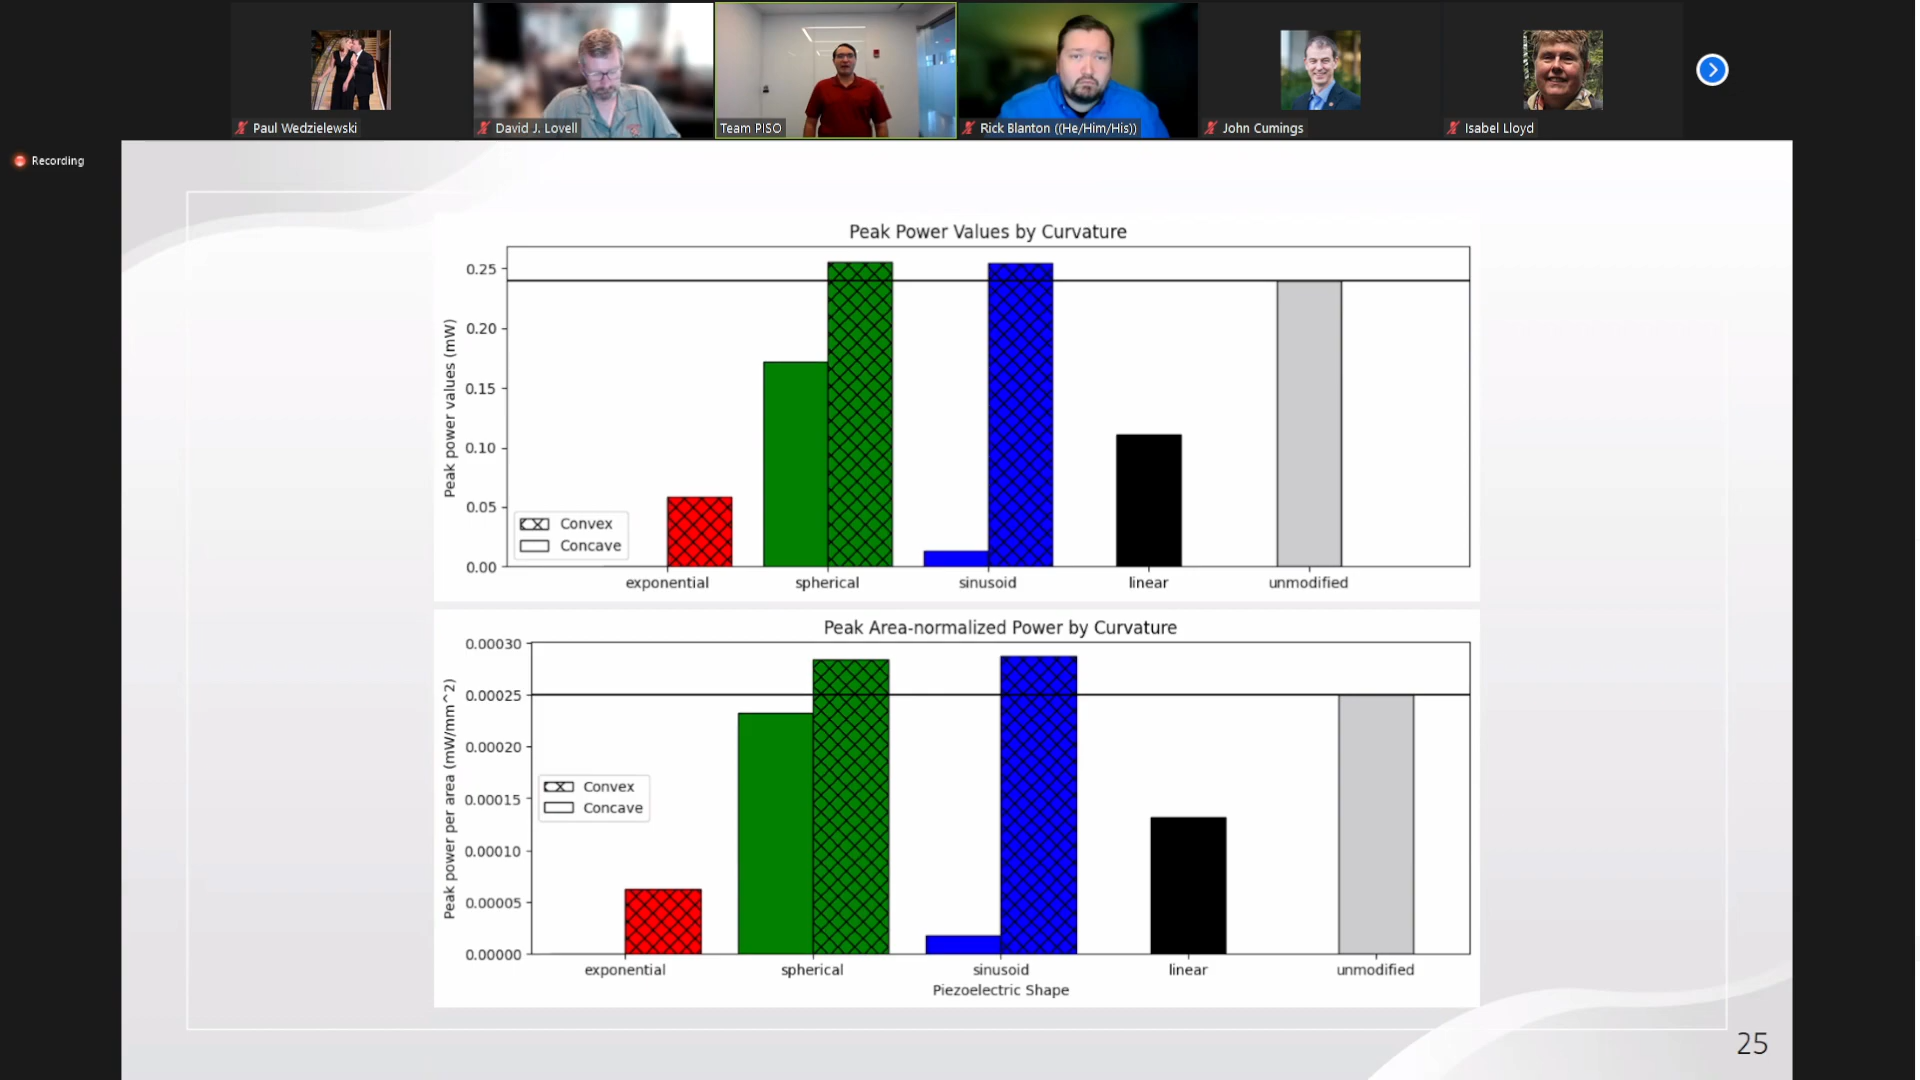 Paul Wedzielewski
David J. Lovell
Team PISO
Rick Blanton ((He/Him/His))
John Cumings
Isabel Lloyd
Recording
Peak Power Values by Curvature
Peak power values (mW)
0.25
0.20
0.15
0.10
0.05
0.00
Convex
Concave
exponential
spherical
sinusoid
linear
unmodified
Peak Area-normalized Power by Curvature
Peak power per area (mW/mm^2)
0.00030
0.00025
0.00020
0.00015
0.00010
0.00005
0.00000
Convex
Concave
exponential
spherical
sinusoid
linear
unmodified
Piezoelectric Shape
25